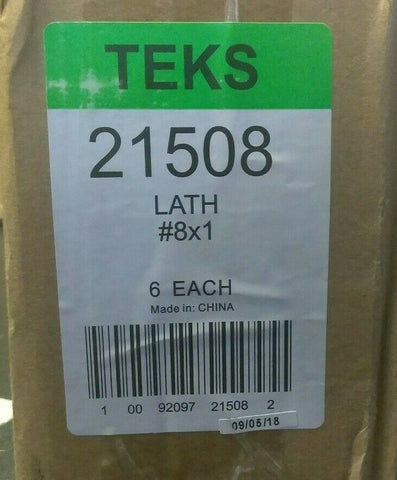 TEKS
21508
LATH
#8x1
6 EACH
Made in: CHINA
1 00 92097 21508 2
09/05/18